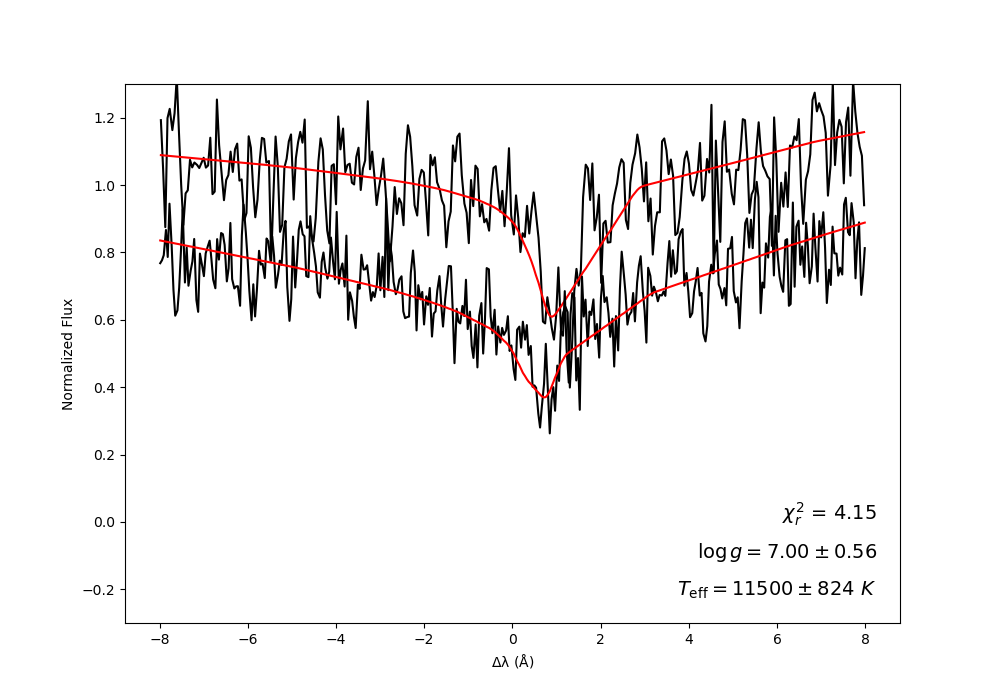 1.2
1.0
0.8
0.6
0.4
0.2
0.0
−0.2
Normalized Flux
χ²ᵣ = 4.15
log g = 7.00 ± 0.56
T_eff = 11500 ± 824 K
−8 −6 −4 −2 0 2 4 6 8
Δλ (Å)